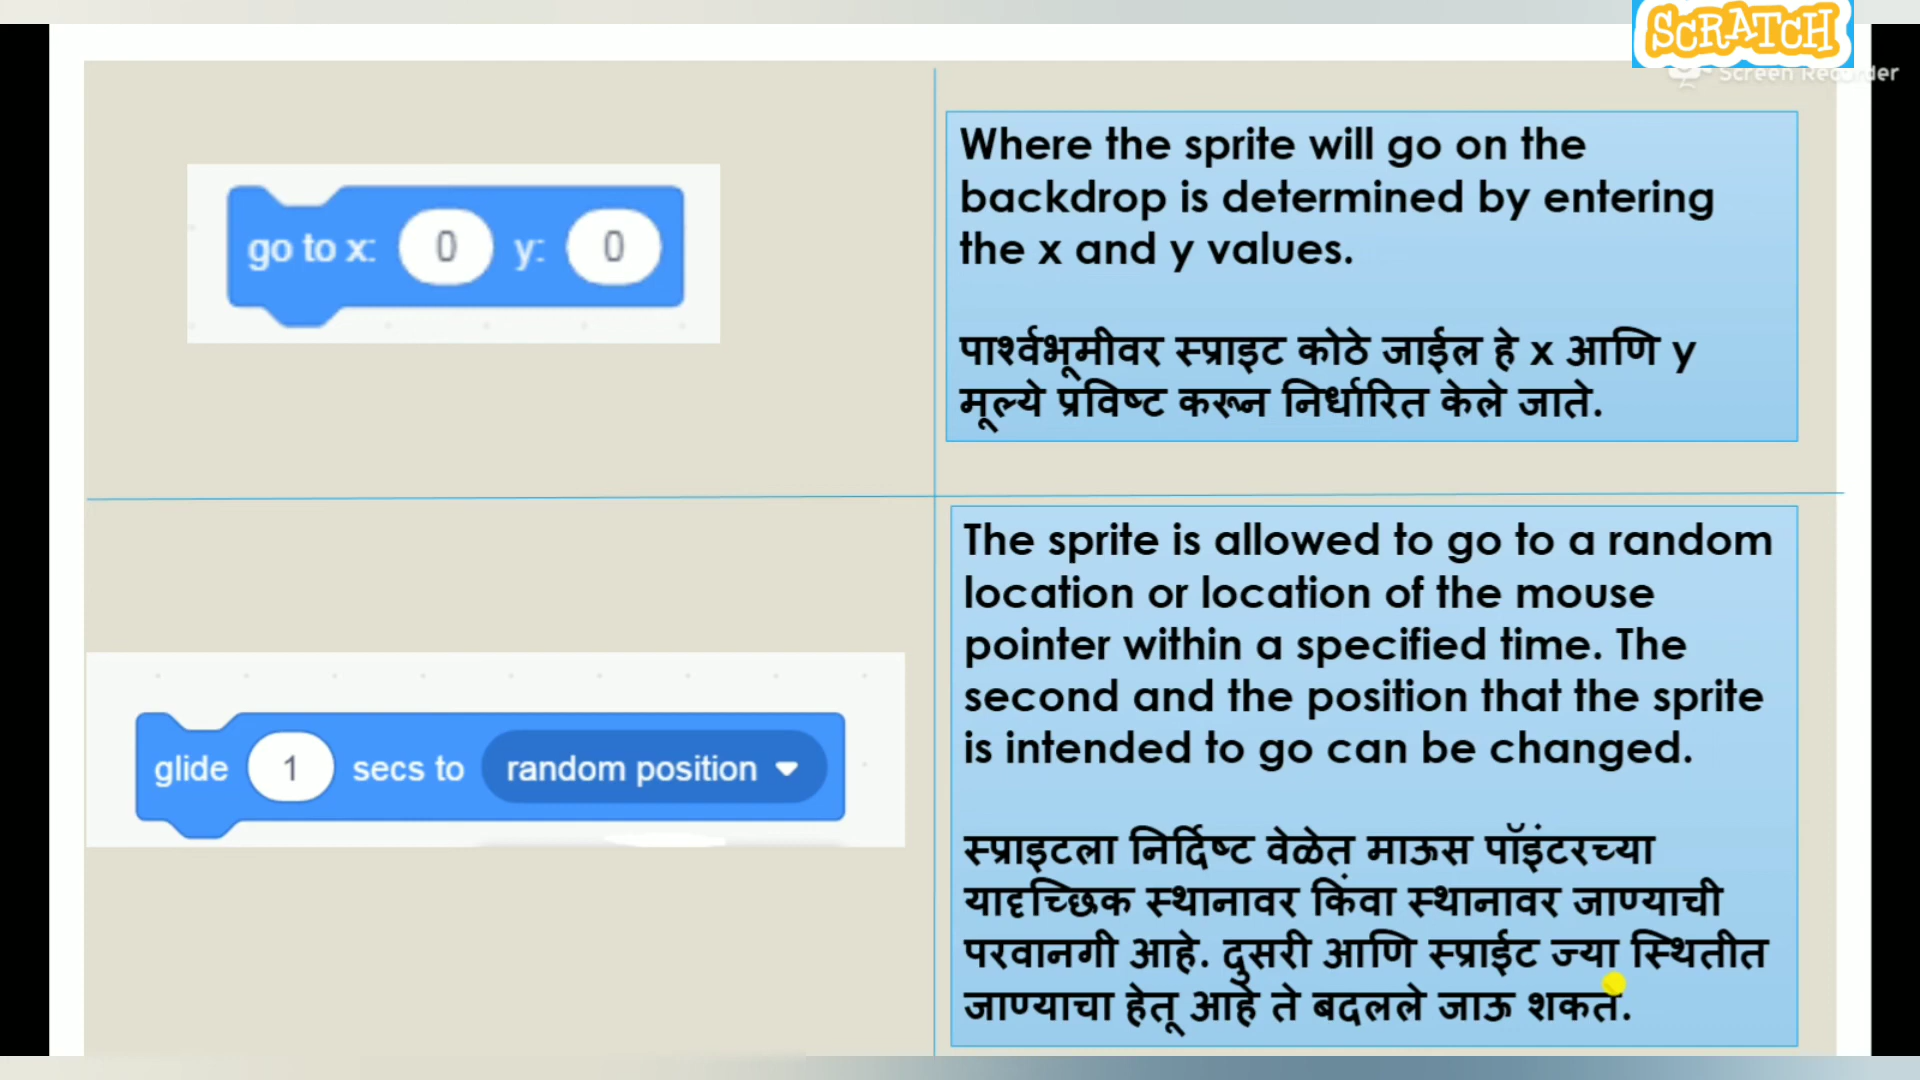 SCRATCH
Screen Recorder
go to x: 0 y: 0
Where the sprite will go on the
backdrop is determined by entering
the x and y values.
पार्श्वभूमीवर स्प्राइट कोठे जाईल हे x आणि y
मूल्ये प्रविष्ट करून निर्धारित केले जाते.
glide 1 secs to random position
The sprite is allowed to go to a random
location or location of the mouse
pointer within a specified time. The
second and the position that the sprite
is intended to go can be changed.
स्प्राइटला निर्दिष्ट वेळेत माऊस पॉइंटरच्या
यादृच्छिक स्थानावर किंवा स्थानावर जाण्याची
परवानगी आहे. दुसरी आणि स्प्राईट ज्या स्थितीत
जाण्याचा हेतू आहे ते बदलले जाऊ शकते.